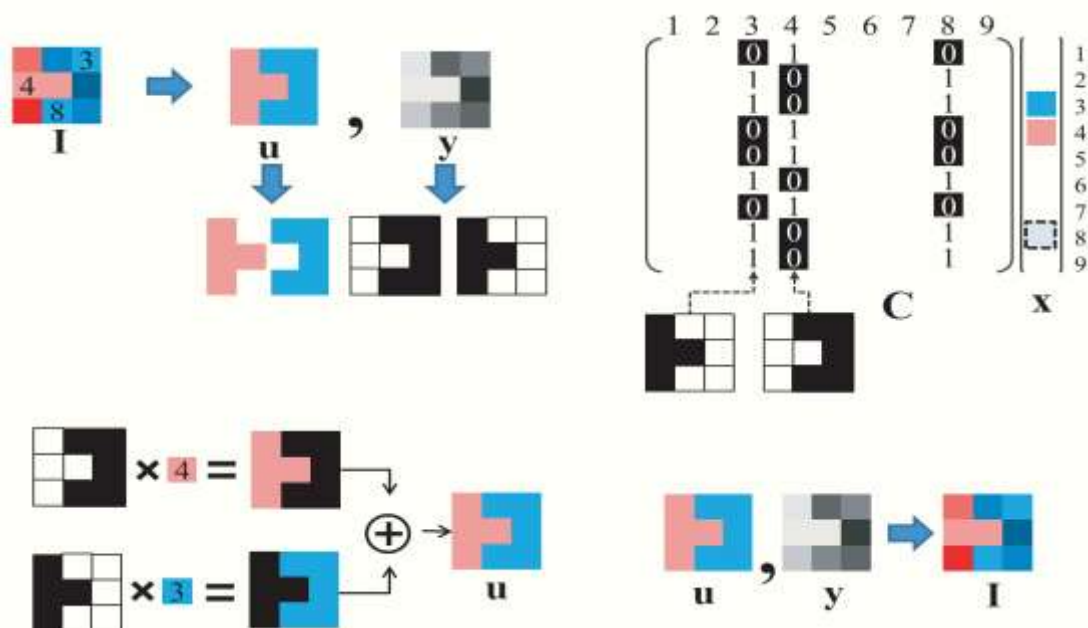 3
4
8
I
u
,
y
1 2 3 4 5 6 7 8 9
0 1 0 1
1 0 1 2
1 0 1 3
0 1 0 4
0 1 0 5
1 0 1 6
0 1 0 7
1 0 1 8
1 0 1 9
C
x
× 4 =
× 3 =
+
u
u , y
I